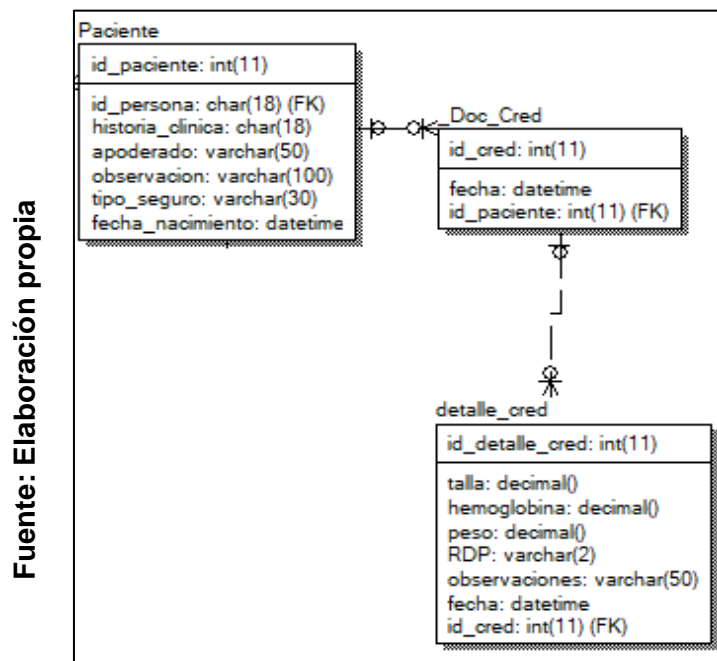 Paciente
id_paciente: int(11)
id_persona: char(18) (FK)
historia_clinica: char(18)
apoderado: varchar(50)
observacion: varchar(100)
tipo_seguro: varchar(30)
fecha_nacimiento: datetime
_Doc_Cred
id_cred: int(11)
fecha: datetime
id_paciente: int(11) (FK)
detalle_cred
id_detalle_cred: int(11)
talla: decimal()
hemoglobina: decimal()
peso: decimal()
RDP: varchar(2)
observaciones: varchar(50)
fecha: datetime
id_cred: int(11) (FK)
Fuente: Elaboración propia